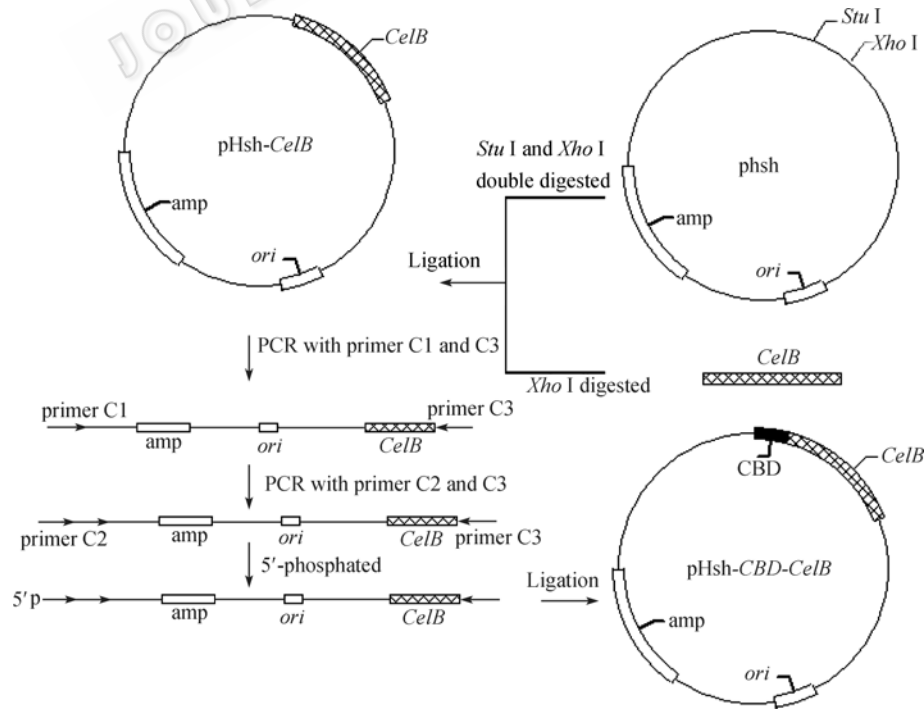 JOU
CelB
pHsh-CelB
amp
ori
Stu I
Xho I
phsh
amp
ori
Stu I and Xho I
double digested
Ligation
Xho I digested
CelB
PCR with primer C1 and C3
primer C1
amp
ori
CelB
primer C3
PCR with primer C2 and C3
primer C2
amp
ori
CelB
primer C3
5′-phosphated
5′p
amp
ori
CelB
Ligation
CBD
CelB
pHsh-CBD-CelB
amp
ori